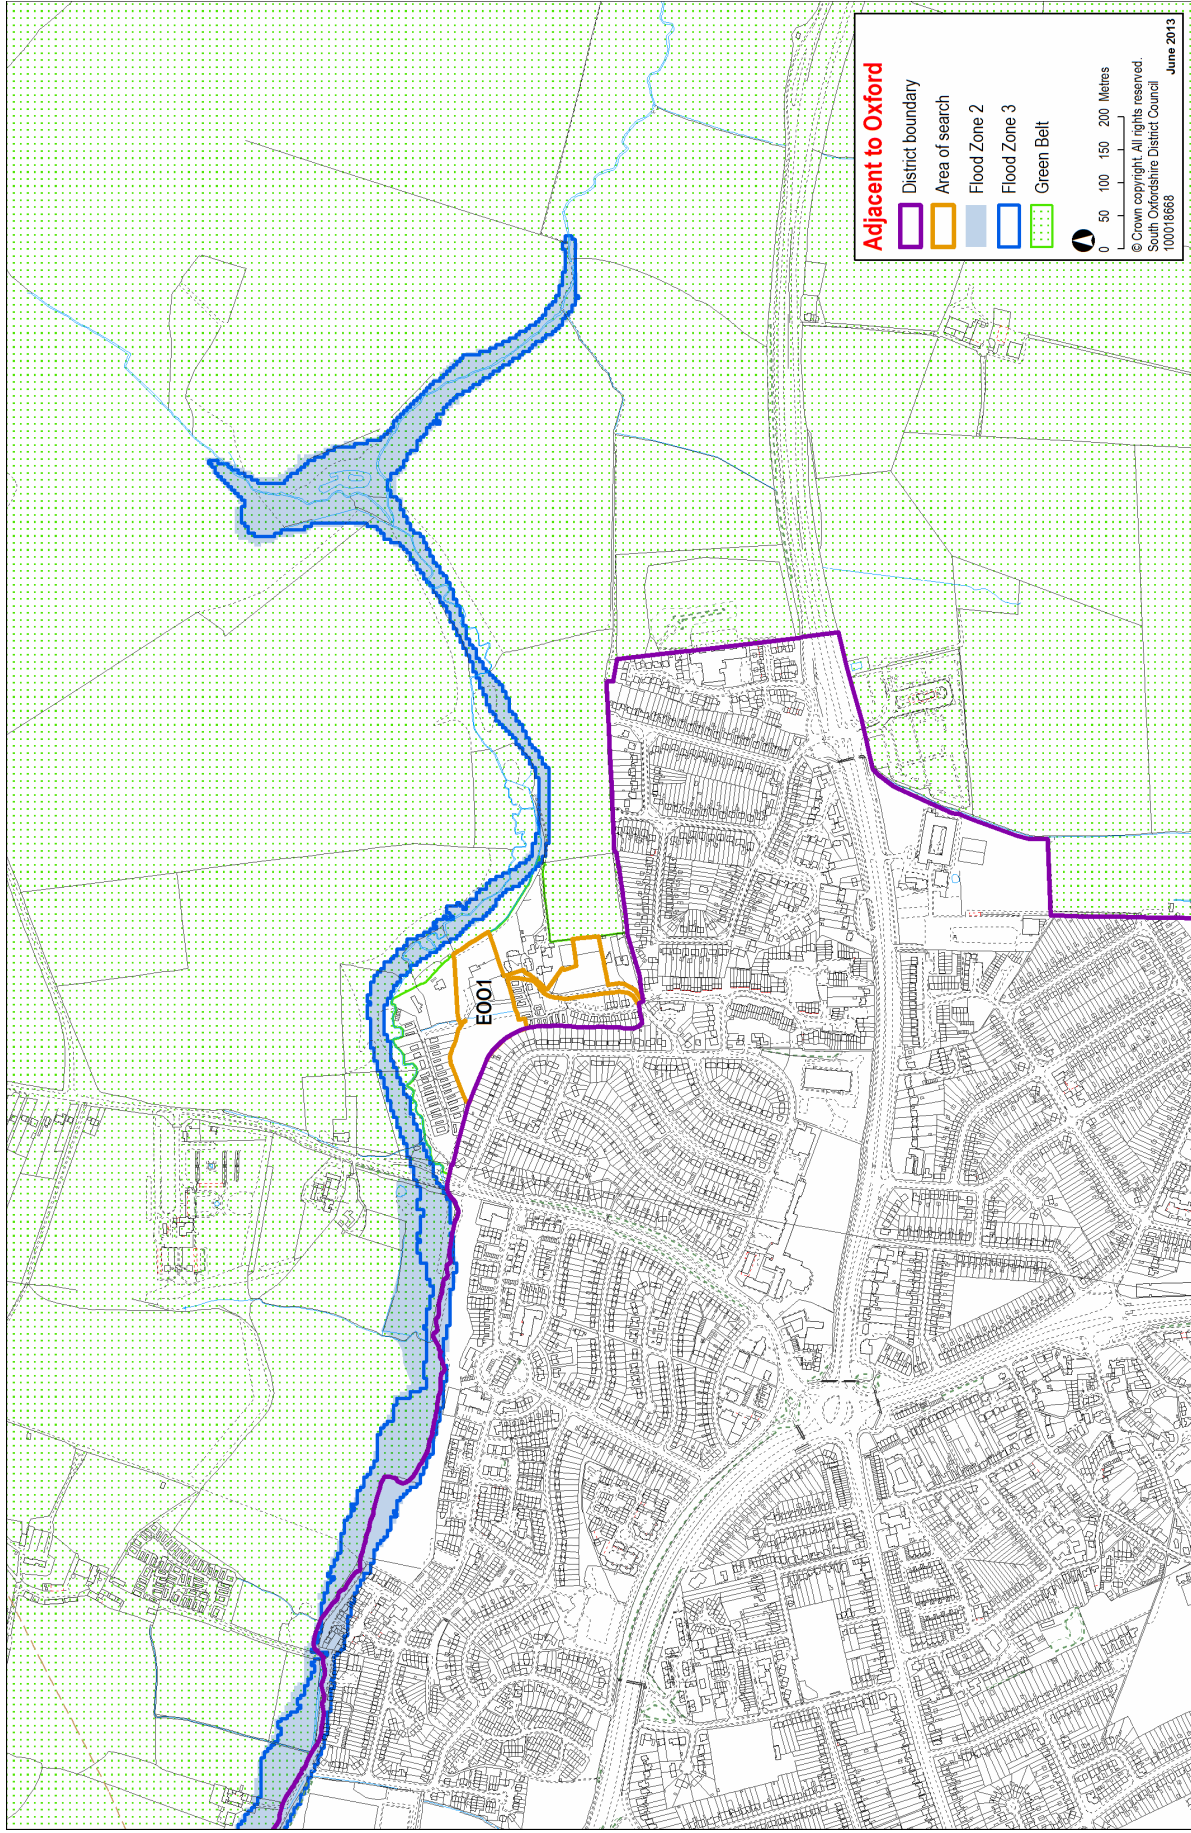 Adjacent to Oxford
District boundary
Area of search
Flood Zone 2
Flood Zone 3
Green Belt
0 50 100 150 200 Metres
© Crown copyright. All rights reserved.
South Oxfordshire District Council
100018668
June 2013
EOO1